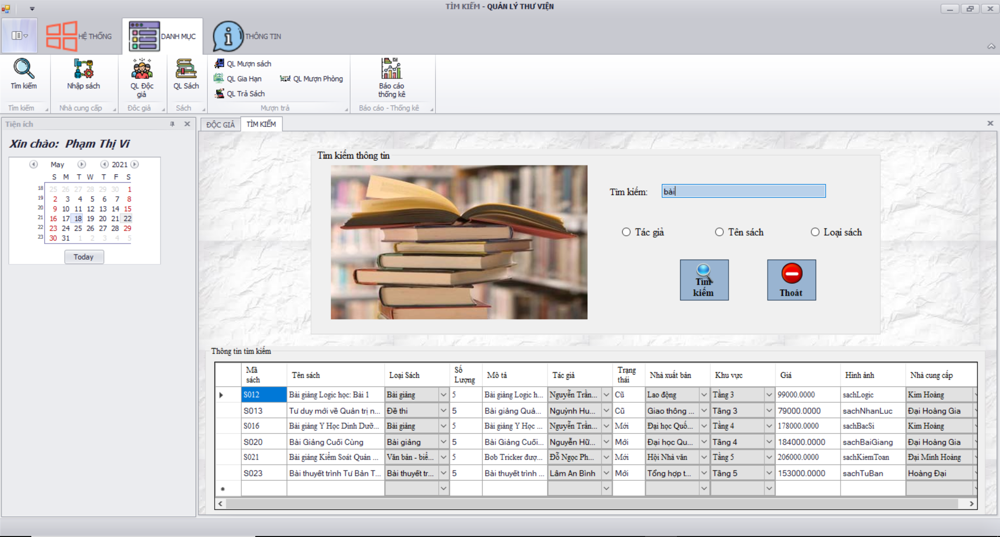 TÌM KIẾM - QUẢN LÝ THƯ VIỆN
HỆ THỐNG
DANH MỤC
THÔNG TIN
Tìm kiếm
Nhập sách
QL Độc
giả
QL Sách
QL Mượn sách
QL Gia Hạn
QL Mượn Phòng
QL Trả Sách
Báo cáo
thống kê
Tìm kiếm
Nhà cung cấp
Độc giả
Sách
Mượn trả
Báo cáo - Thống kê
Tiện ích
Xin chào: Phạm Thị Vi
May 2021
S M T W T F S
18 25 26 27 28 29 30 1
19 2 3 4 5 6 7 8
20 9 10 11 12 13 14 15
21 16 17 18 19 20 21 22
22 23 24 25 26 27 28 29
23 30 31 1 2 3 4 5
Today
ĐỘC GIẢ
TÌM KIẾM
Tìm kiếm thông tin
Tìm kiếm: bài
Tác giả Tên sách Loại sách
Tìm
kiếm
Thoát
Thông tin tìm kiếm
Mã sách Tên sách Loại Sách Số Lượng Mô tả Tác giả Trạng thái Nhà xuất bản Khu vực Giá Hình ảnh Nhà cung cấp
S012 Bài giảng Logic học: Bài 1 Bài giảng 5 Bài giảng Logic h... Nguyễn Trần... Cũ Lao động Tầng 3 99000.0000 sachLogic Kim Hoàng
S013 Tư duy mới về Quản trị n... Đề thi 5 Bài giảng Quả... Nguỳnh Hu... Cũ Giao thông ... Tầng 3 79000.0000 sachNhanLuc Đại Hoàng Gia
S016 Bài giảng Y Học Dinh Dưỡ... Bài giảng 5 Bài giảng Y Học ... Nguyễn Trần... Mới Đại học Quố... Tầng 4 178000.0000 sachBacSi Kim Hoàng
S020 Bài Giảng Cuối Cùng Bài giảng 5 Bài Giảng Cuối... Nguyễn Hữ... Mới Đại học Qu... Tầng 4 184000.0000 sachBaiGiang Đại Hoàng Gia
S021 Bài giảng Kiểm Soát Quản ... Văn bản - biể... 5 Bob Tricker đượ... Đỗ Ngọc Ph... Mới Hội Nhà văn Tầng 5 206000.0000 sachKiemToan Đại Minh Hoàng
S023 Bài thuyết trình Tư Bản T... Bài thuyết tr... 5 Bài thuyết trình ... Lâm An Bình Mới Tổng hợp t... Tầng 5 153000.0000 sachTuBan Hoàng Đại